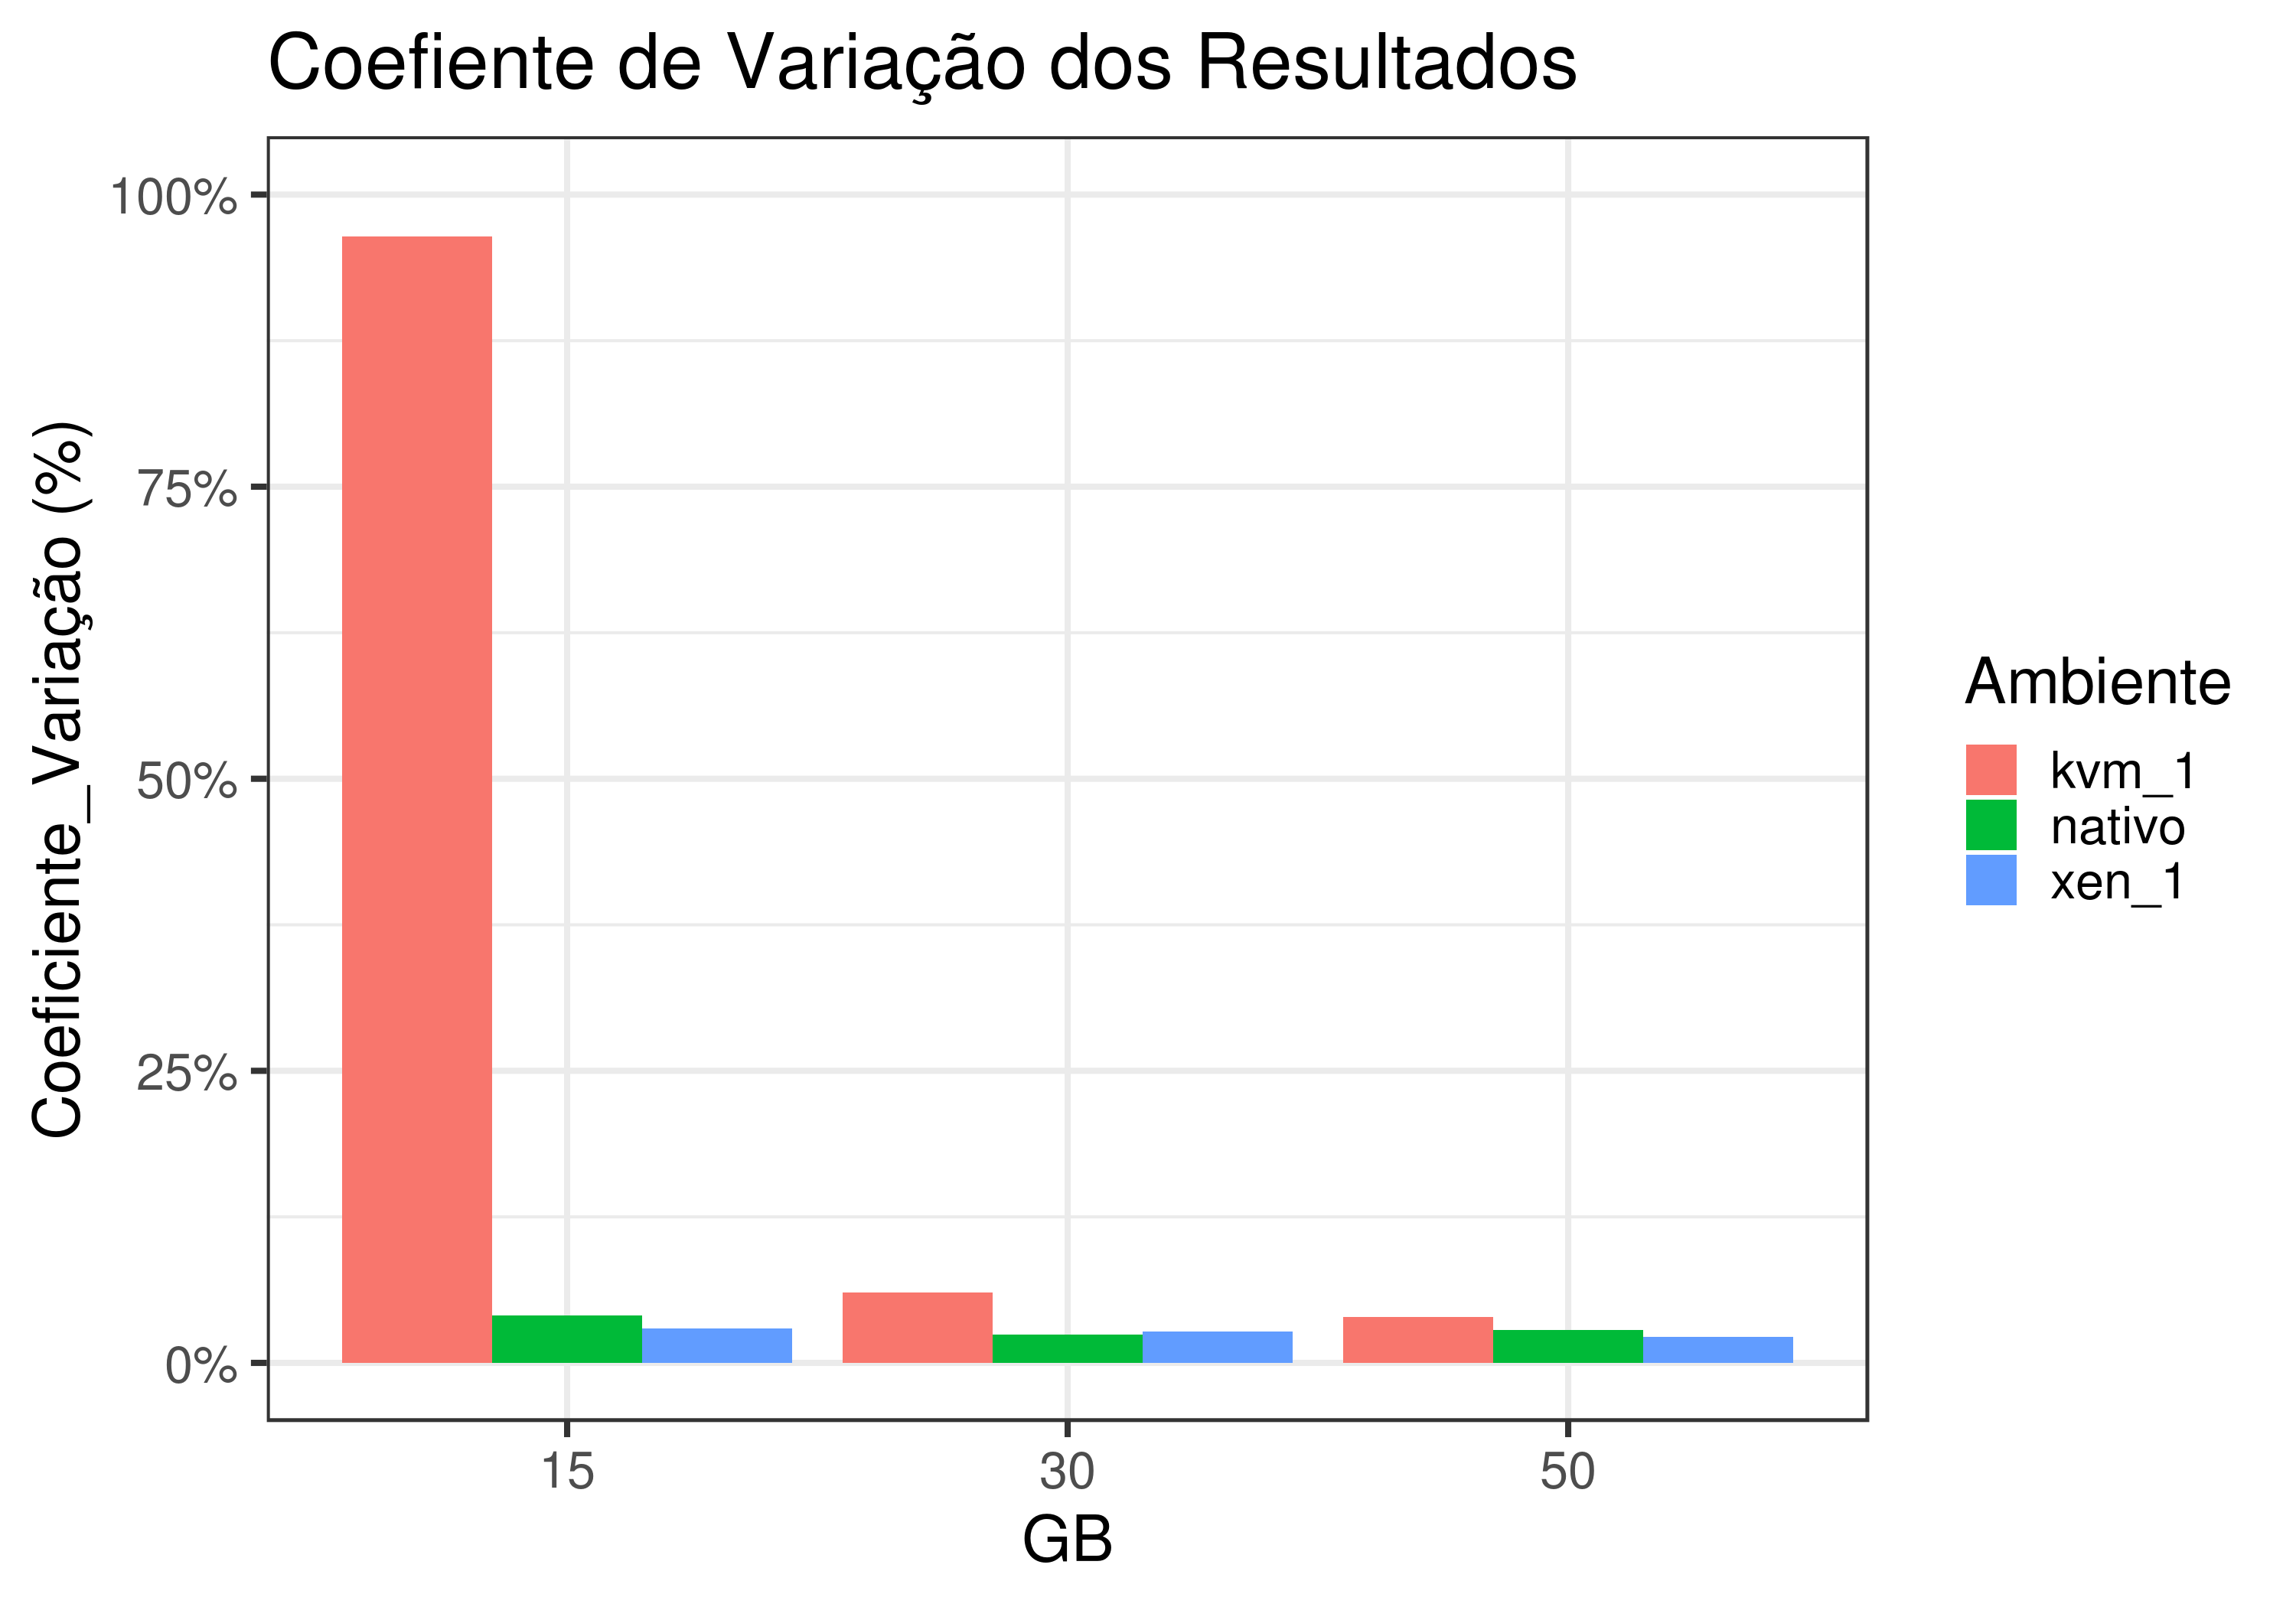 Coefiente de Variação dos Resultados
Coeficiente_Variação (%)
100%
75%
50%
25%
0%
15
30
50
GB
Ambiente
kvm_1
nativo
xen_1